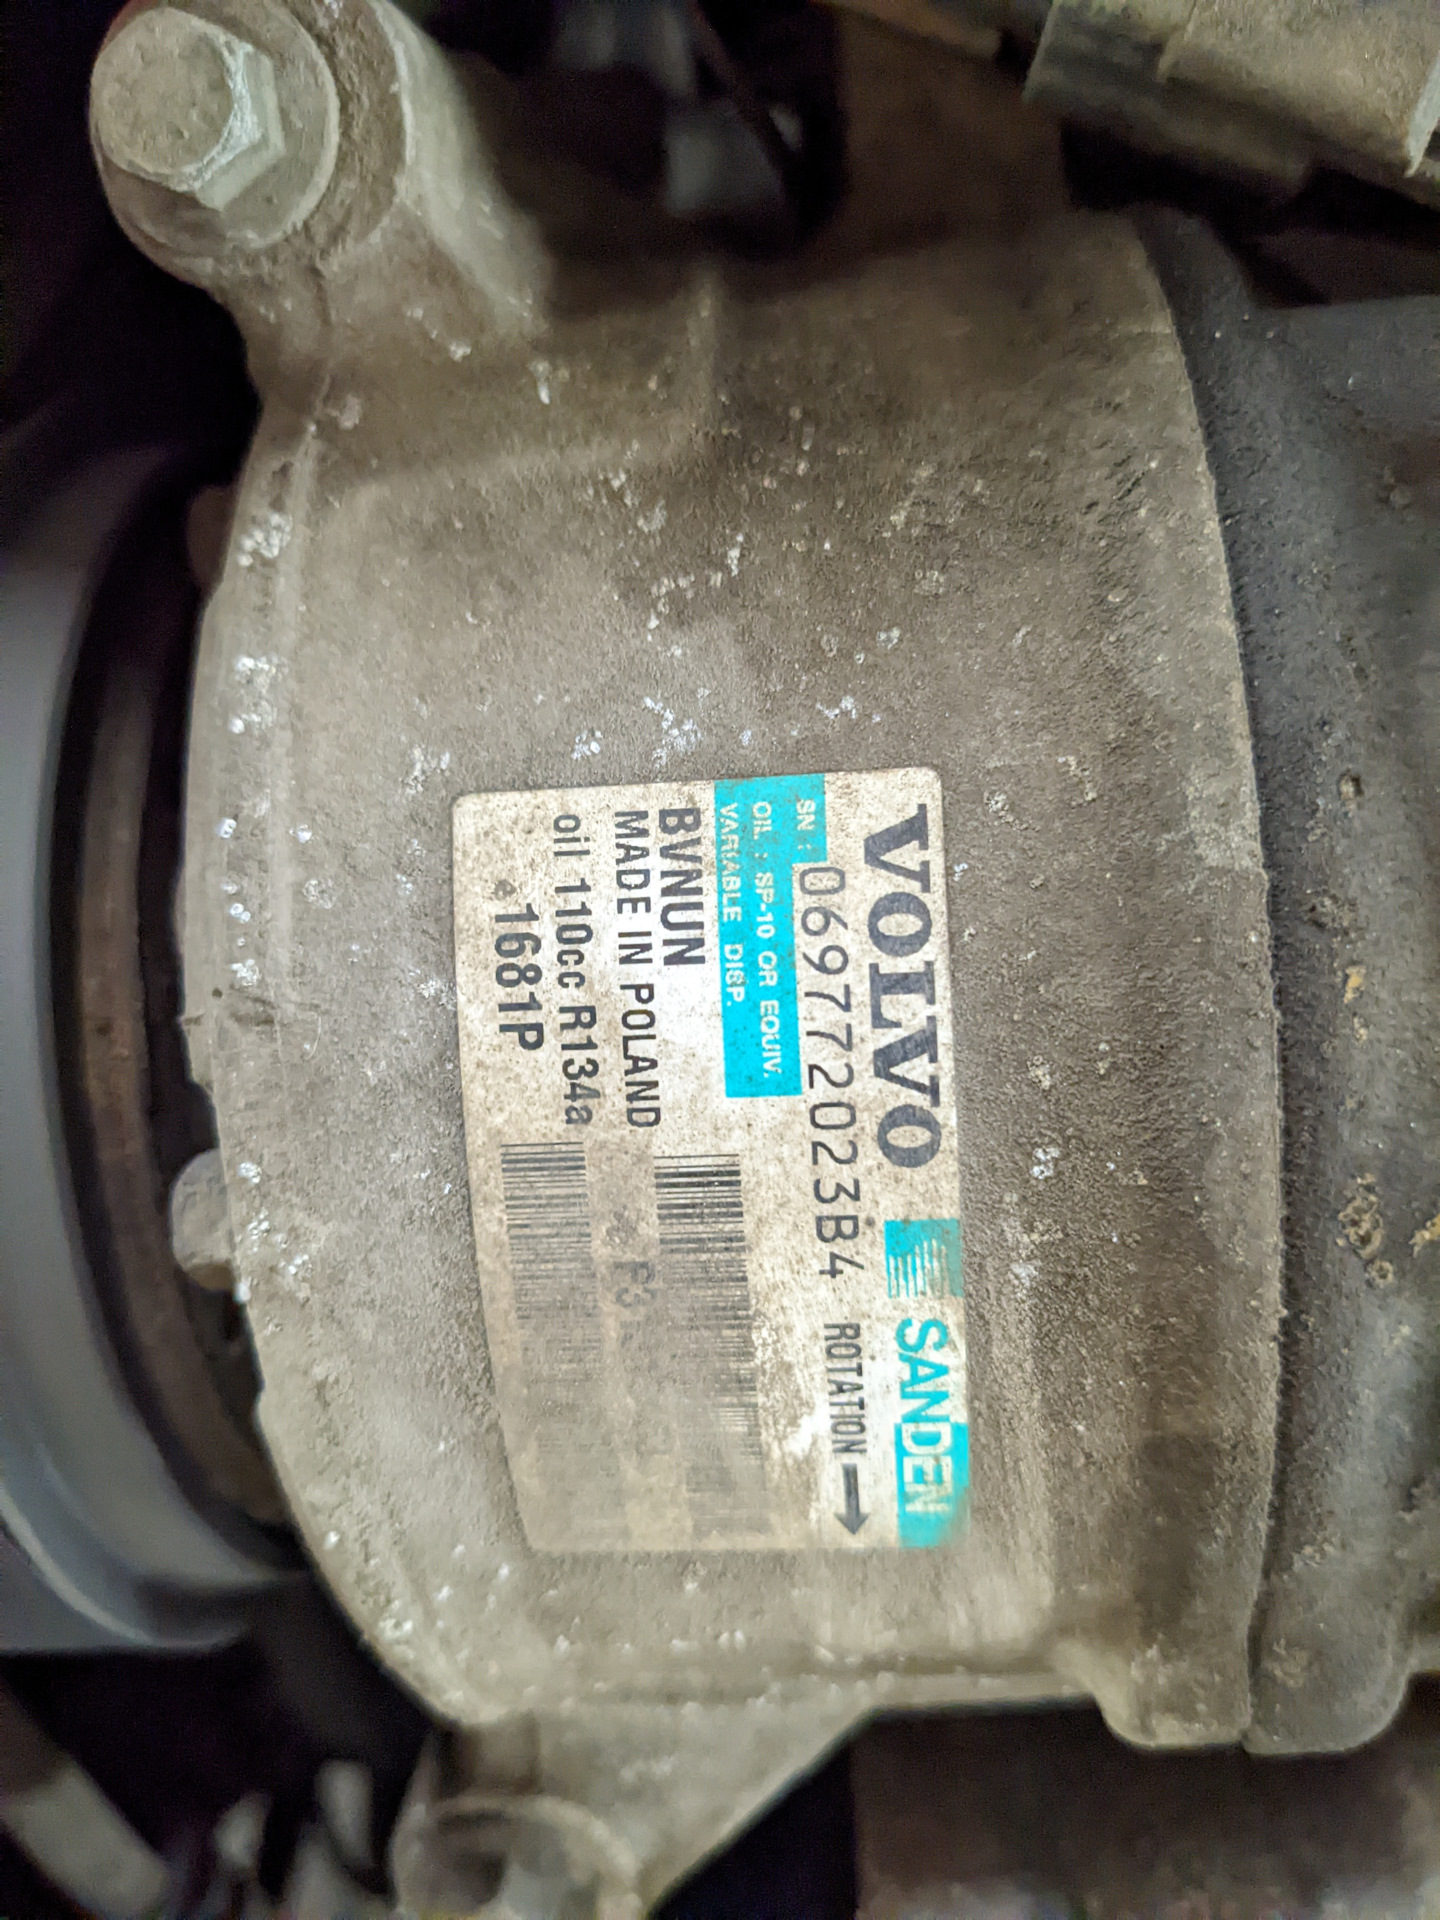 VOLVO SANDEN
SN : 069772023B4 ROTATION →
OIL : SP-10 OR EQUIV.
VARIABLE DISP.
BVNUN
MADE IN POLAND
oil 110cc R134a
1681P